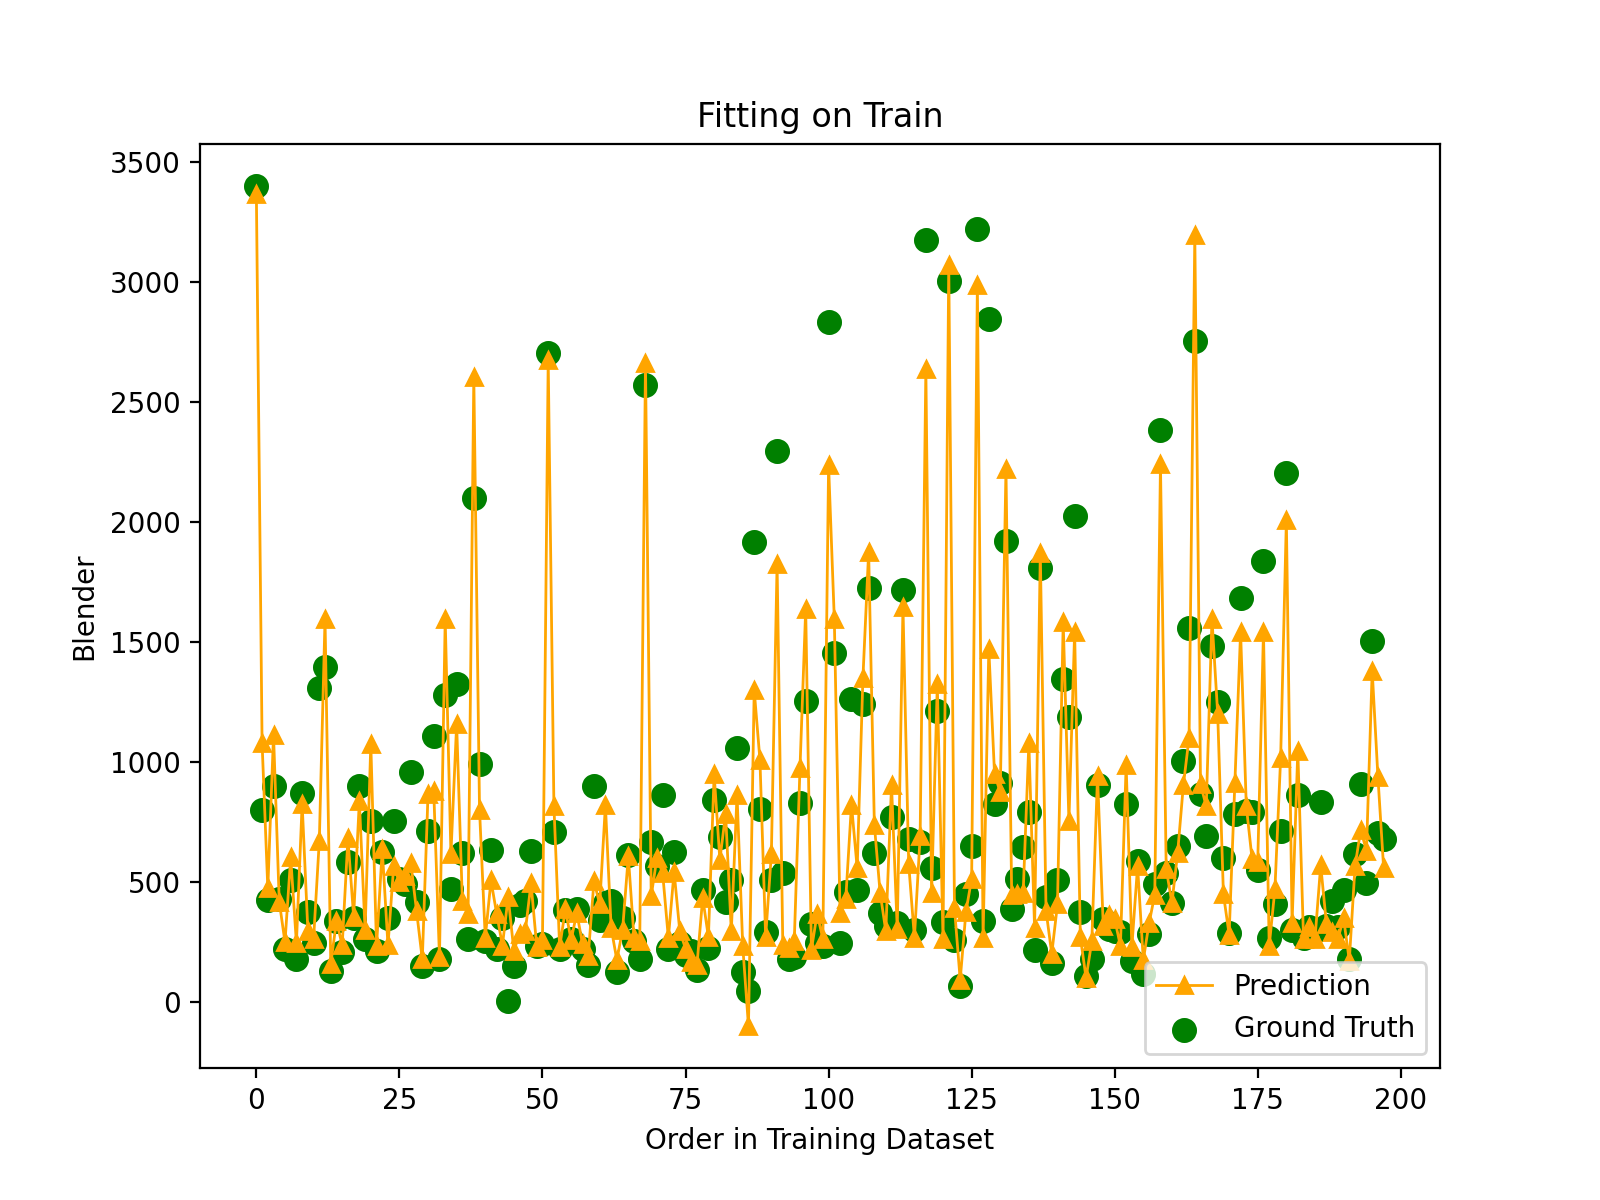 Fitting on Train
3500
3000
2500
2000
1500
1000
500
0
Blender
0 25 50 75 100 125 150 175 200
Order in Training Dataset
Prediction
Ground Truth